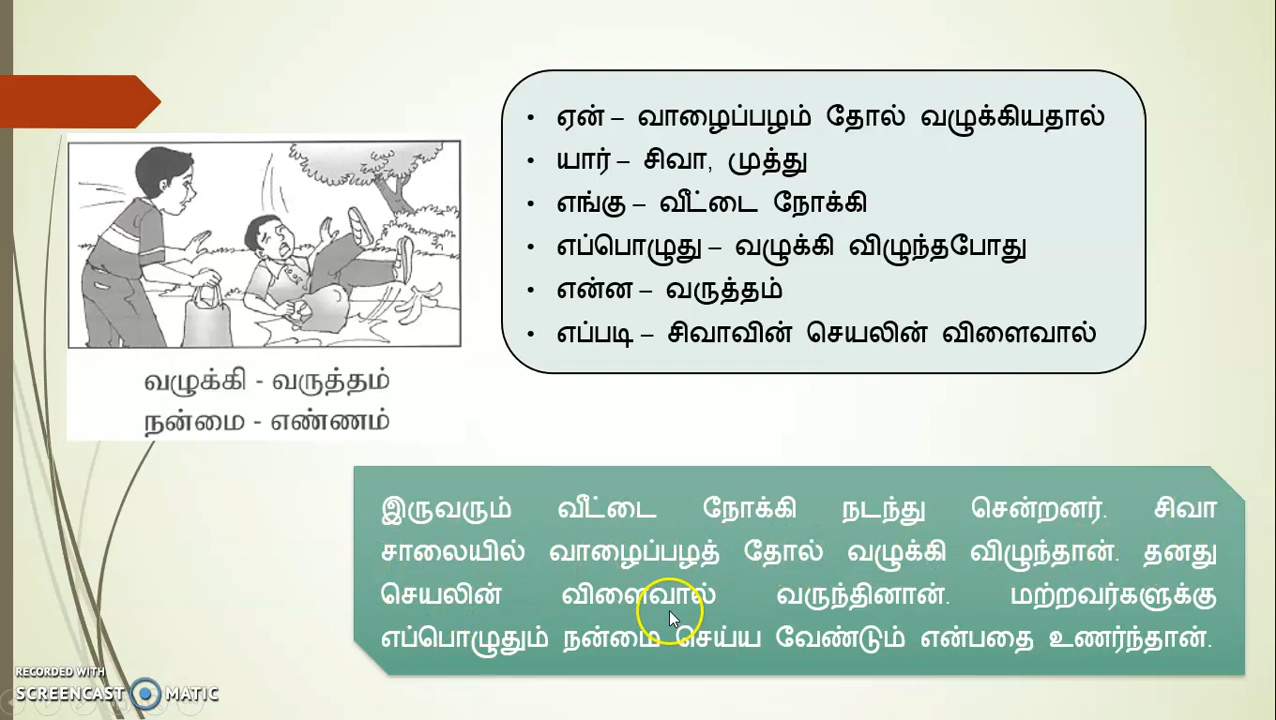 • ஏன் – வாழைப்பழம் தோல் வழுக்கியதால்
• யார் – சிவா, முத்து
• எங்கு – வீட்டை நோக்கி
• எப்பொழுது – வழுக்கி விழுந்தபோது
• என்ன – வருத்தம்
• எப்படி – சிவாவின் செயலின் விளைவால்
வழுக்கி - வருத்தம்
நன்மை - எண்ணம்
இருவரும் வீட்டை நோக்கி நடந்து சென்றனர். சிவா
சாலையில் வாழைப்பழத் தோல் வழுக்கி விழுந்தான். தனது
செயலின் விளைவால் வருந்தினான். மற்றவர்களுக்கு
எப்பொழுதும் நன்மை செய்ய வேண்டும் என்பதை உணர்ந்தான்.
RECORDED WITH
SCREENCAST MATIC